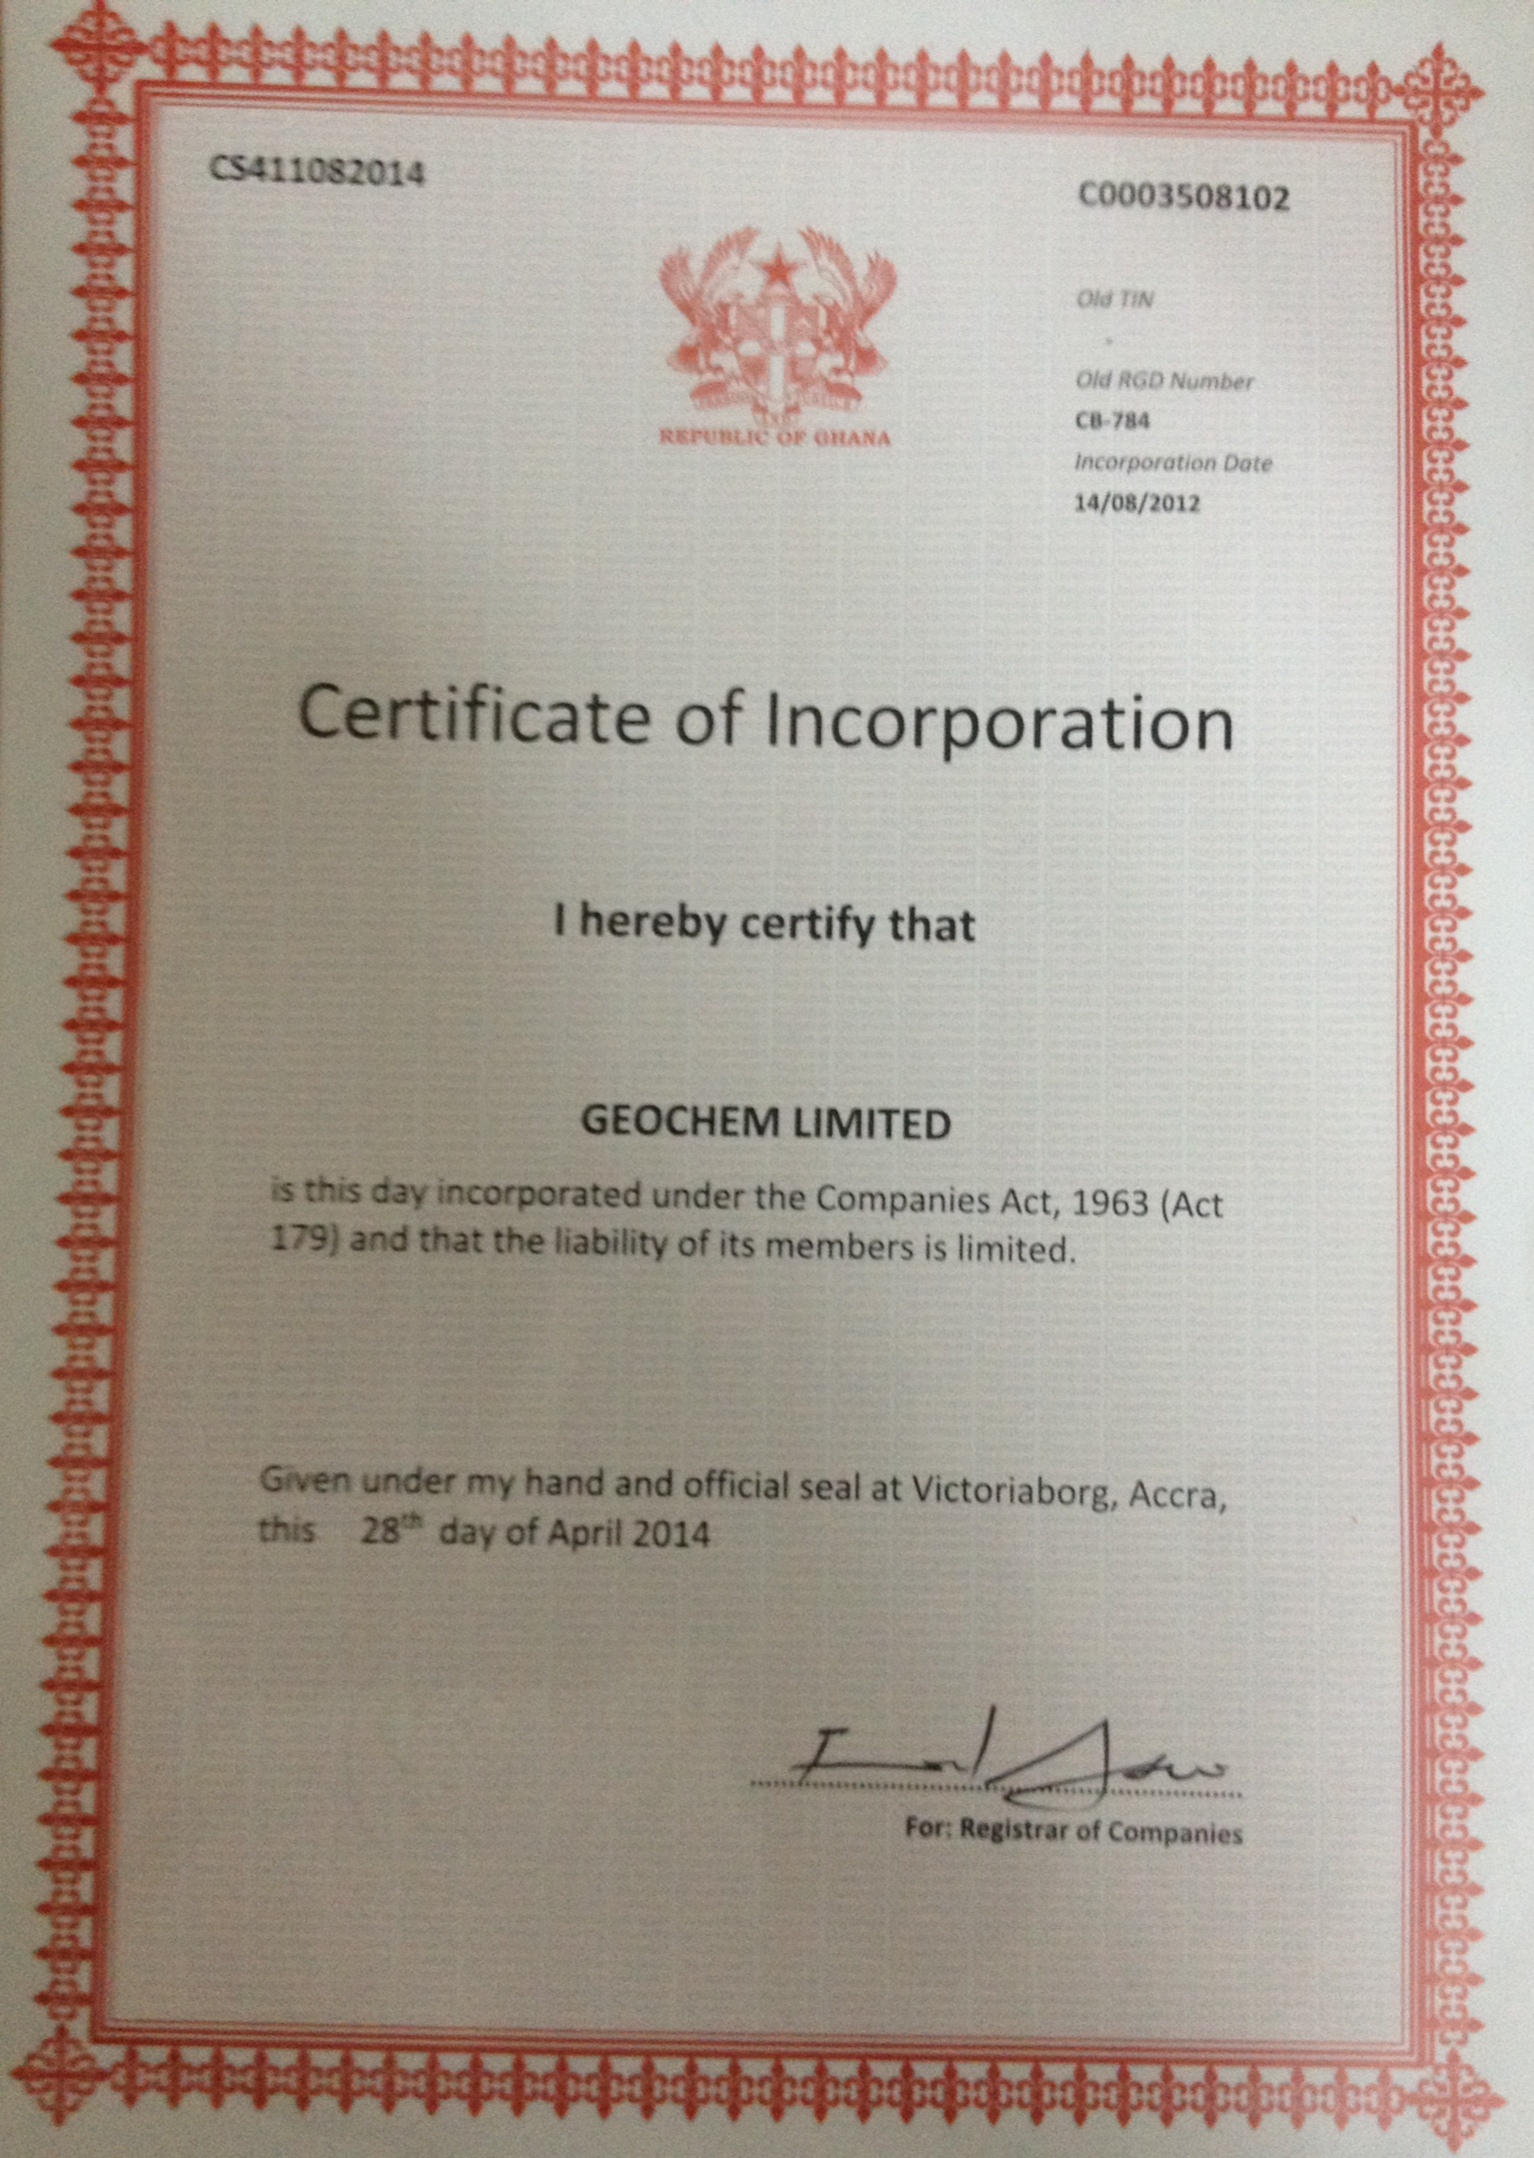 CS411082014
C0003508102
Old TIN
Old RGD Number
CB-784
Incorporation Date
14/08/2012
REPUBLIC OF GHANA
Certificate of Incorporation
I hereby certify that
GEOCHEM LIMITED
is this day incorporated under the Companies Act, 1963 (Act
179) and that the liability of its members is limited.
Given under my hand and official seal at Victoriaborg, Accra,
this 28th day of April 2014
For: Registrar of Companies